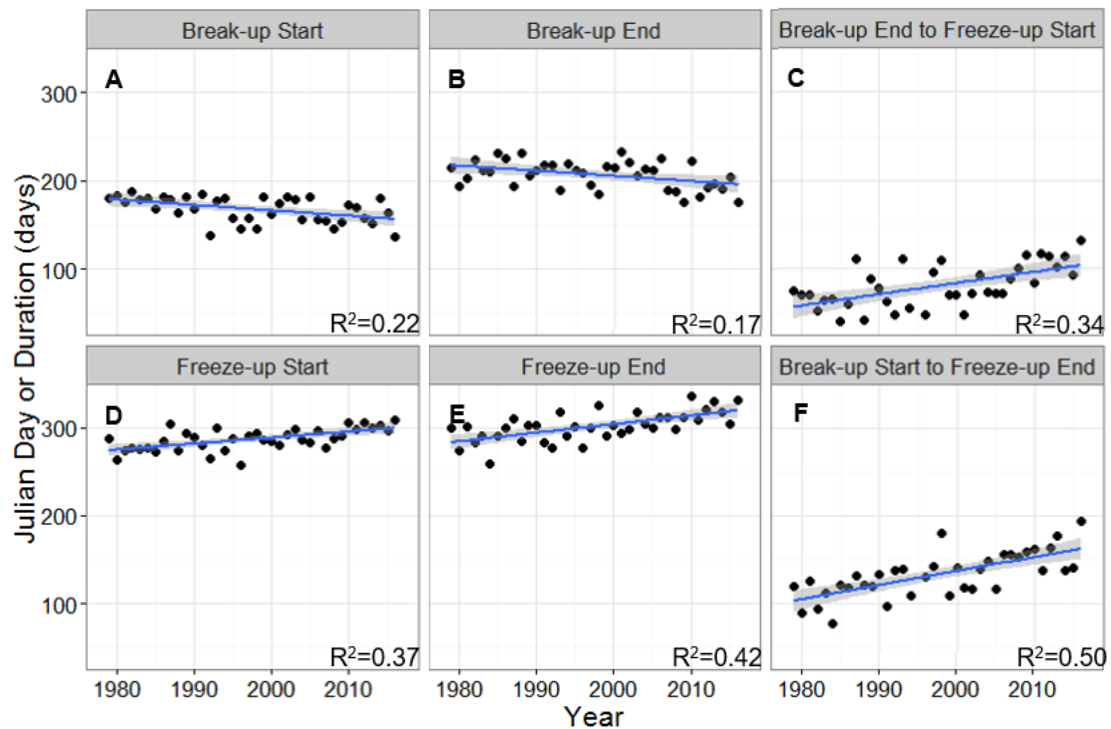 Break-up Start
Break-up End
Break-up End to Freeze-up Start
A
B
C
300
200
100
R²=0.22
R²=0.17
R²=0.34
Freeze-up Start
Freeze-up End
Break-up Start to Freeze-up End
D
E
F
300
200
100
R²=0.37
R²=0.42
R²=0.50
1980 1990 2000 2010
1980 1990 2000 2010
1980 1990 2000 2010
Year
Julian Day or Duration (days)